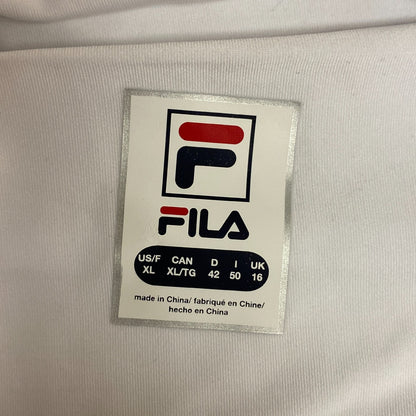 F
FILA
US/F CAN D I UK
XL XL/TG 42 50 16
made in China/ fabriqué en Chine/
hecho en China